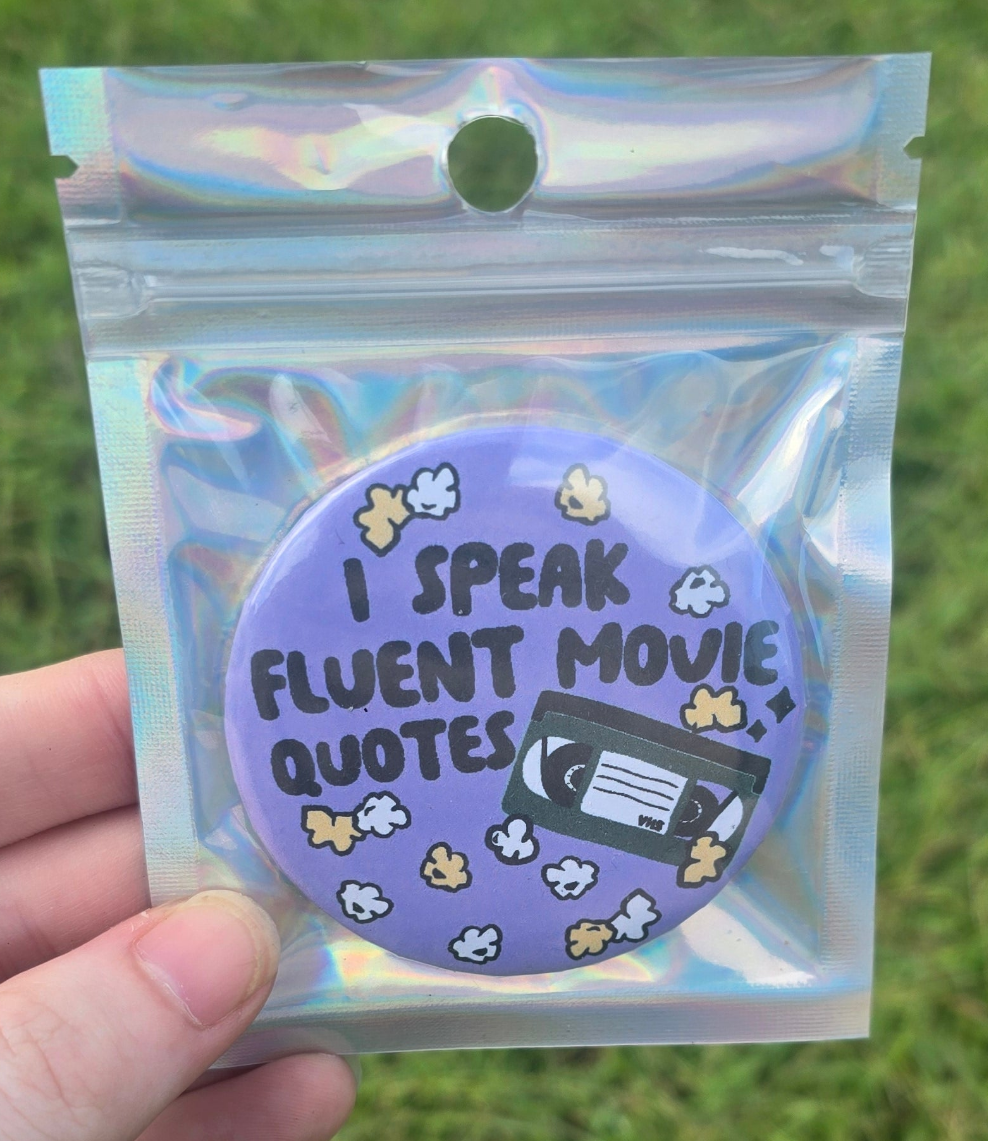 I SPEAK
FLUENT MOVIE
QUOTES
VHS